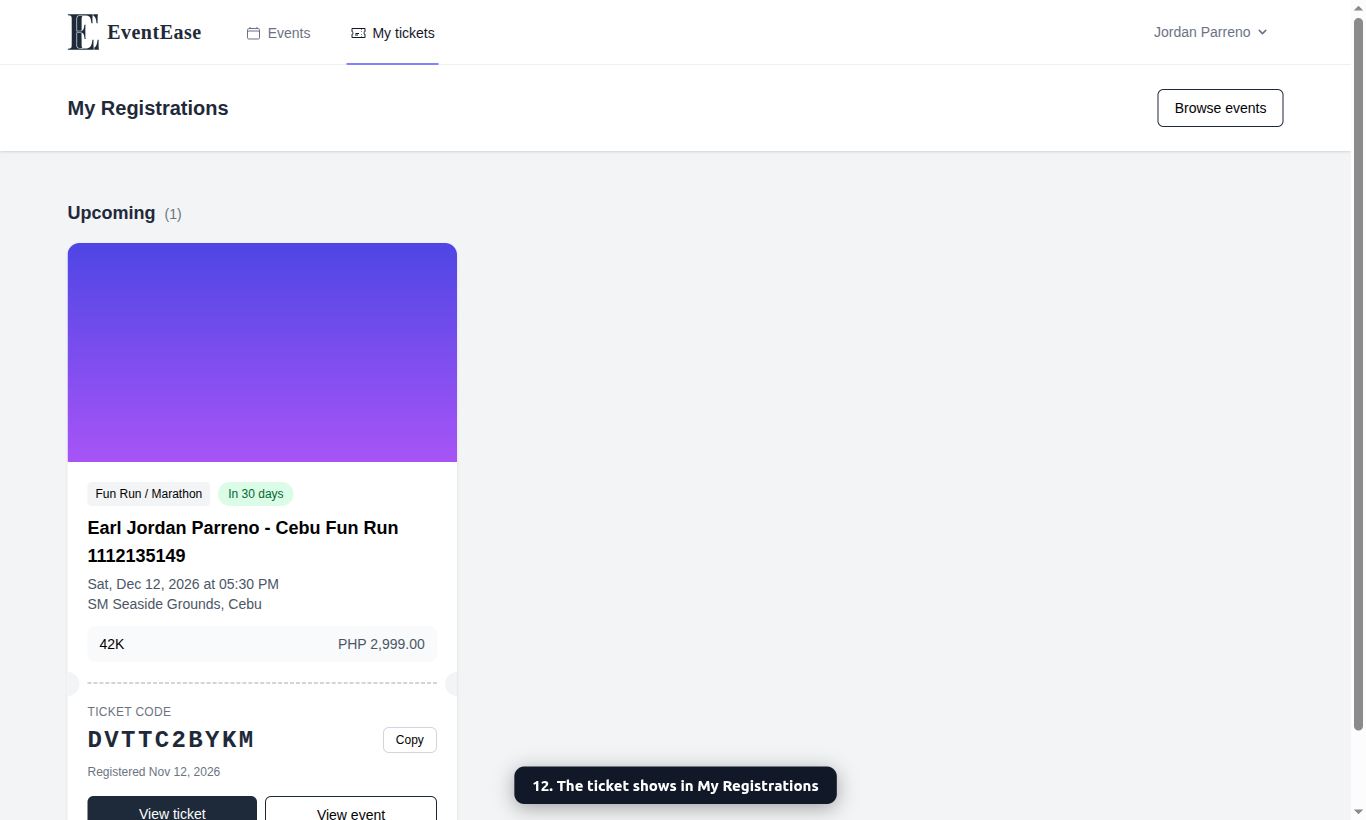 EventEase
Events
My tickets
Jordan Parreno
My Registrations
Browse events
Upcoming (1)
Fun Run / Marathon
In 30 days
Earl Jordan Parreno - Cebu Fun Run
1112135149
Sat, Dec 12, 2026 at 05:30 PM
SM Seaside Grounds, Cebu
42K
PHP 2,999.00
TICKET CODE
DVTTC2BYKM
Copy
Registered Nov 12, 2026
View ticket
View event
12. The ticket shows in My Registrations